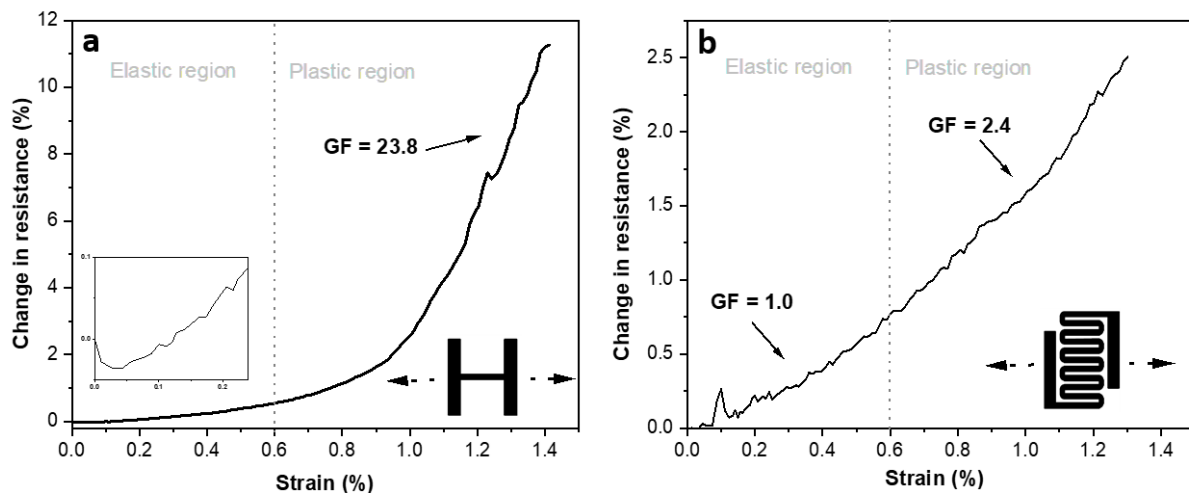 a
Elastic region
Plastic region
GF = 23.8
Change in resistance (%)
12
10
8
6
4
2
0
0.1
0.0
0.0
0.1
0.2
0.0
0.2
0.4
0.6
0.8
1.0
1.2
1.4
Strain (%)
b
Elastic region
Plastic region
GF = 2.4
GF = 1.0
Change in resistance (%)
2.5
2.0
1.5
1.0
0.5
0.0
0.0
0.2
0.4
0.6
0.8
1.0
1.2
1.4
Strain (%)